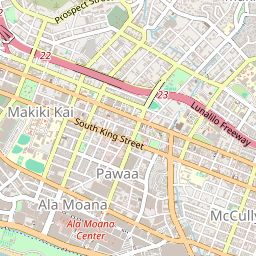 Prospect Street
22
23
Lunalilo Freeway
Makiki Kai
South King Street
Pawaa
Ala Moana
McCully
Ala Moana
Center